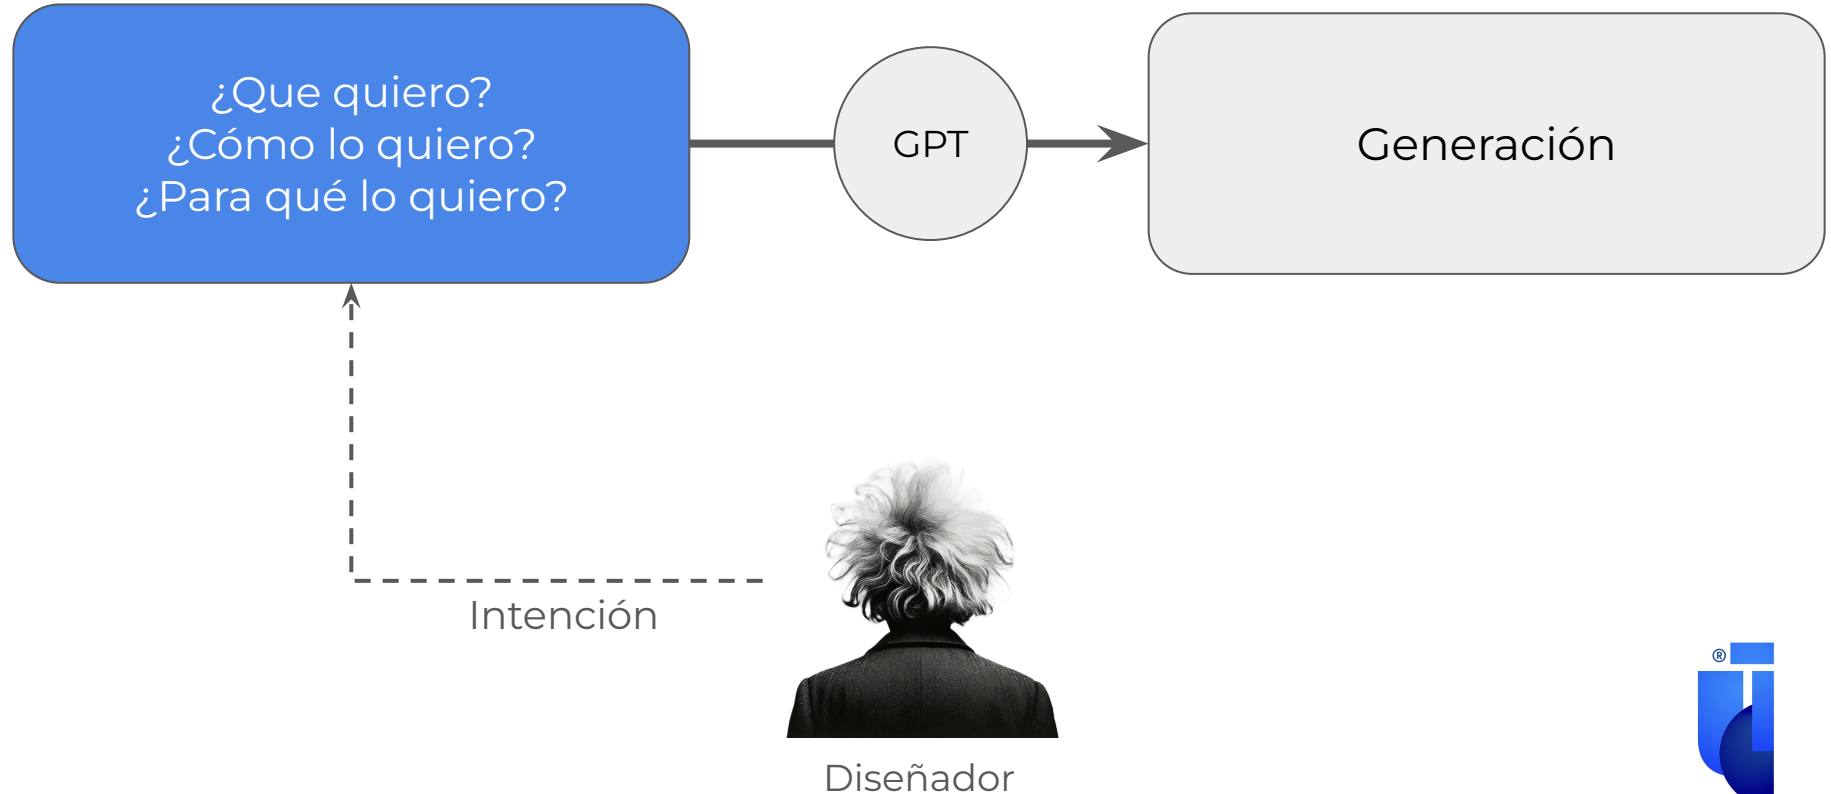 ¿Que quiero?
¿Cómo lo quiero?
¿Para qué lo quiero?
GPT
Generación
Intención
Diseñador
®